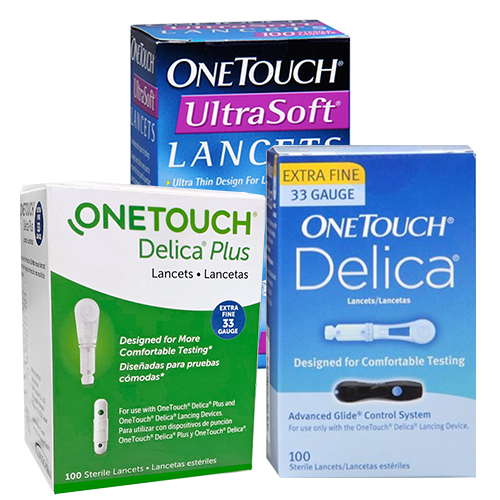 100 STERILE LANCETS
ONETOUCH®
UltraSoft®
LANCETS
• Ultra Thin Design For L
EXTRA FINE
33 GAUGE
ONETOUCH®
Delica®
Lancets/Lancetas
Designed for Comfortable Testing
Advanced Glide® Control System
For use only with the OneTouch® Delica® Lancing Device.
100
Sterile Lancets/Lancetas estériles
ONETOUCH®
Delica® Plus
Lancets • Lancetas
EXTRA
FINE
33
GAUGE
Designed for More
Comfortable Testing*
Diseñadas para pruebas
cómodas*
For use with OneTouch® Delica® Plus and
OneTouch® Delica® Lancing Devices.
Para utilizar con dispositivos de punción
OneTouch® Delica® Plus y OneTouch® Delica®.
100 Sterile Lancets • Lancetas estériles